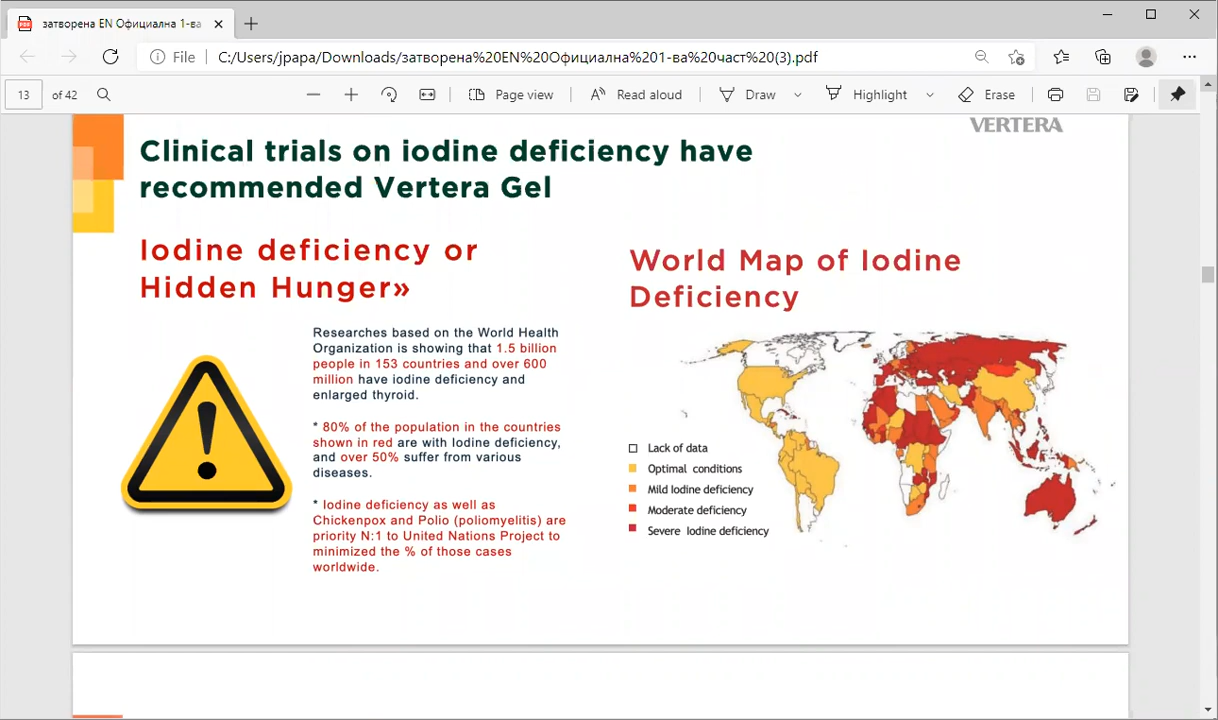 затворена EN Официална 1-ва
File
C:/Users/jpapa/Downloads/затворена%20EN%20Официална%201-ва%20част%20(3).pdf
13 of 42
Page view
Read aloud
Draw
Highlight
Erase
VERTERA
Clinical trials on iodine deficiency have
recommended Vertera Gel
Iodine deficiency or
Hidden Hunger»
Researches based on the World Health
Organization is showing that 1.5 billion
people in 153 countries and over 600
million have iodine deficiency and
enlarged thyroid.
* 80% of the population in the countries
shown in red are with Iodine deficiency,
and over 50% suffer from various
diseases.
* Iodine deficiency as well as
Chickenpox and Polio (poliomyelitis) are
priority N:1 to United Nations Project to
minimized the % of those cases
worldwide.
World Map of Iodine
Deficiency
Lack of data
Optimal conditions
Mild Iodine deficiency
Moderate deficiency
Severe Iodine deficiency